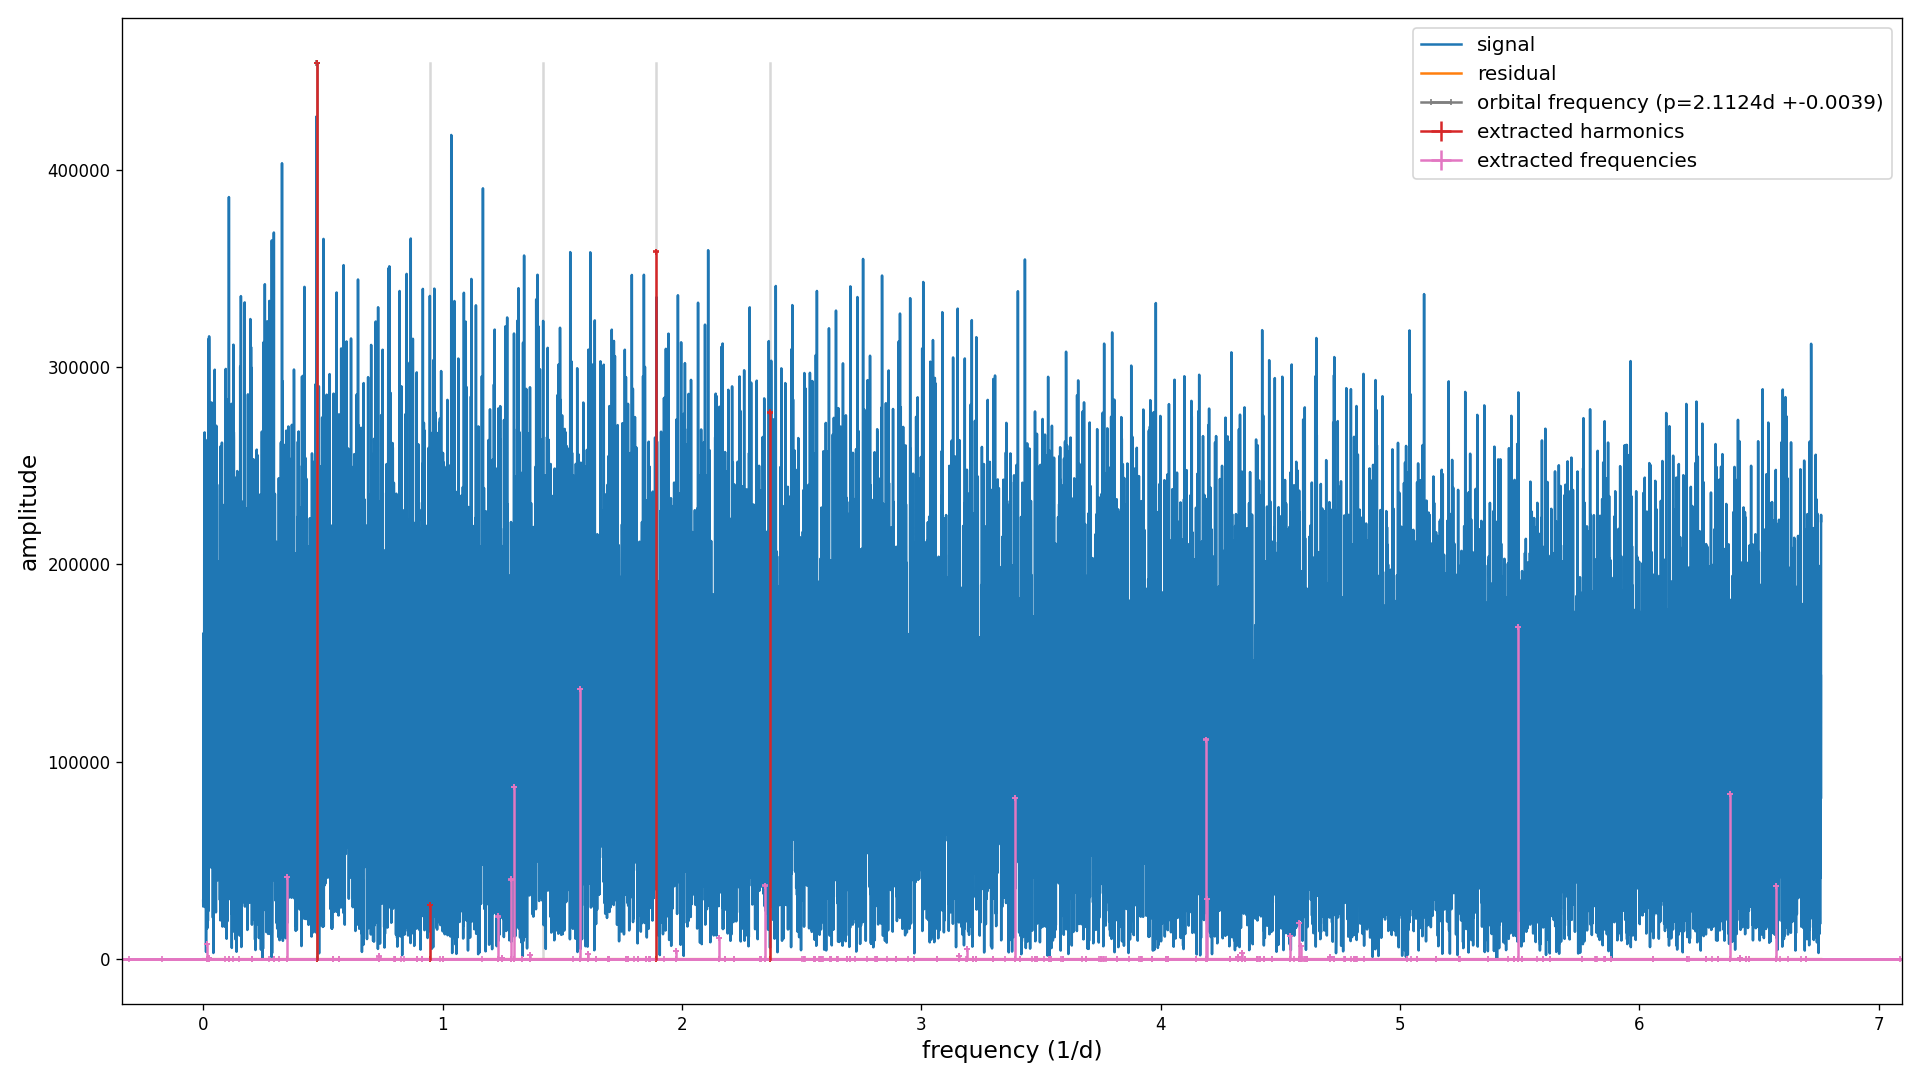 signal
residual
orbital frequency (p=2.1124d +-0.0039)
extracted harmonics
extracted frequencies
amplitude
400000
300000
200000
100000
0
0 1 2 3 4 5 6 7
frequency (1/d)